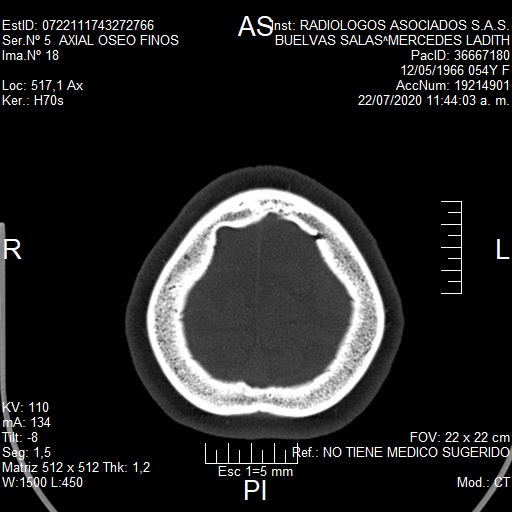 EstID: 0722111743272766
Ser.Nº 5 AXIAL OSEO FINOS
Ima.Nº 18
Loc: 517,1 Ax
Ker.: H70s
AS
Inst: RADIOLOGOS ASOCIADOS S.A.S.
BUELVAS SALAS^MERCEDES LADITH
PacID: 36667180
12/05/1966 054Y F
AccNum: 19214901
22/07/2020 11:44:03 a. m.
R
L
KV: 110
mA: 134
Tilt: -8
Seg: 1,5
Matriz 512 x 512 Thk: 1,2
W:1500 L:450
Esc 1=5 mm
PI
FOV: 22 x 22 cm
Ref.: NO TIENE MEDICO SUGERIDO
Mod.: CT